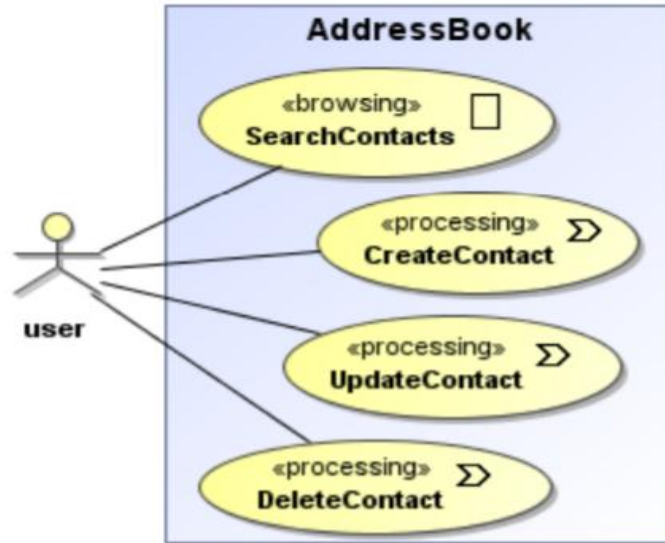 AddressBook
«browsing»
SearchContacts
«processing»
CreateContact
user
«processing»
UpdateContact
«processing»
DeleteContact